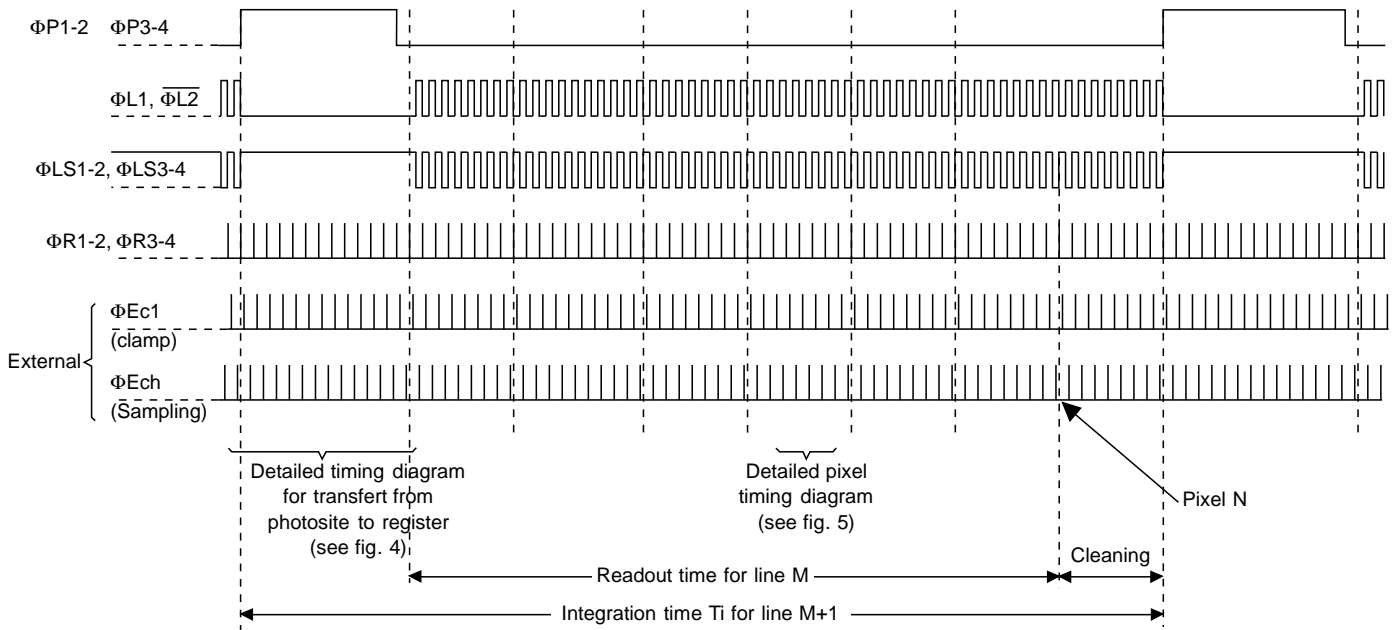 ΦP1-2 ΦP3-4
ΦL1, Φ̅L̅2̅
ΦLS1-2, ΦLS3-4
ΦR1-2, ΦR3-4
ΦEc1
(clamp)
External
ΦEch
(Sampling)
Detailed timing diagram
for transfert from
photosite to register
(see fig. 4)
Detailed pixel
timing diagram
(see fig. 5)
Pixel N
Cleaning
Readout time for line M
Integration time Ti for line M+1